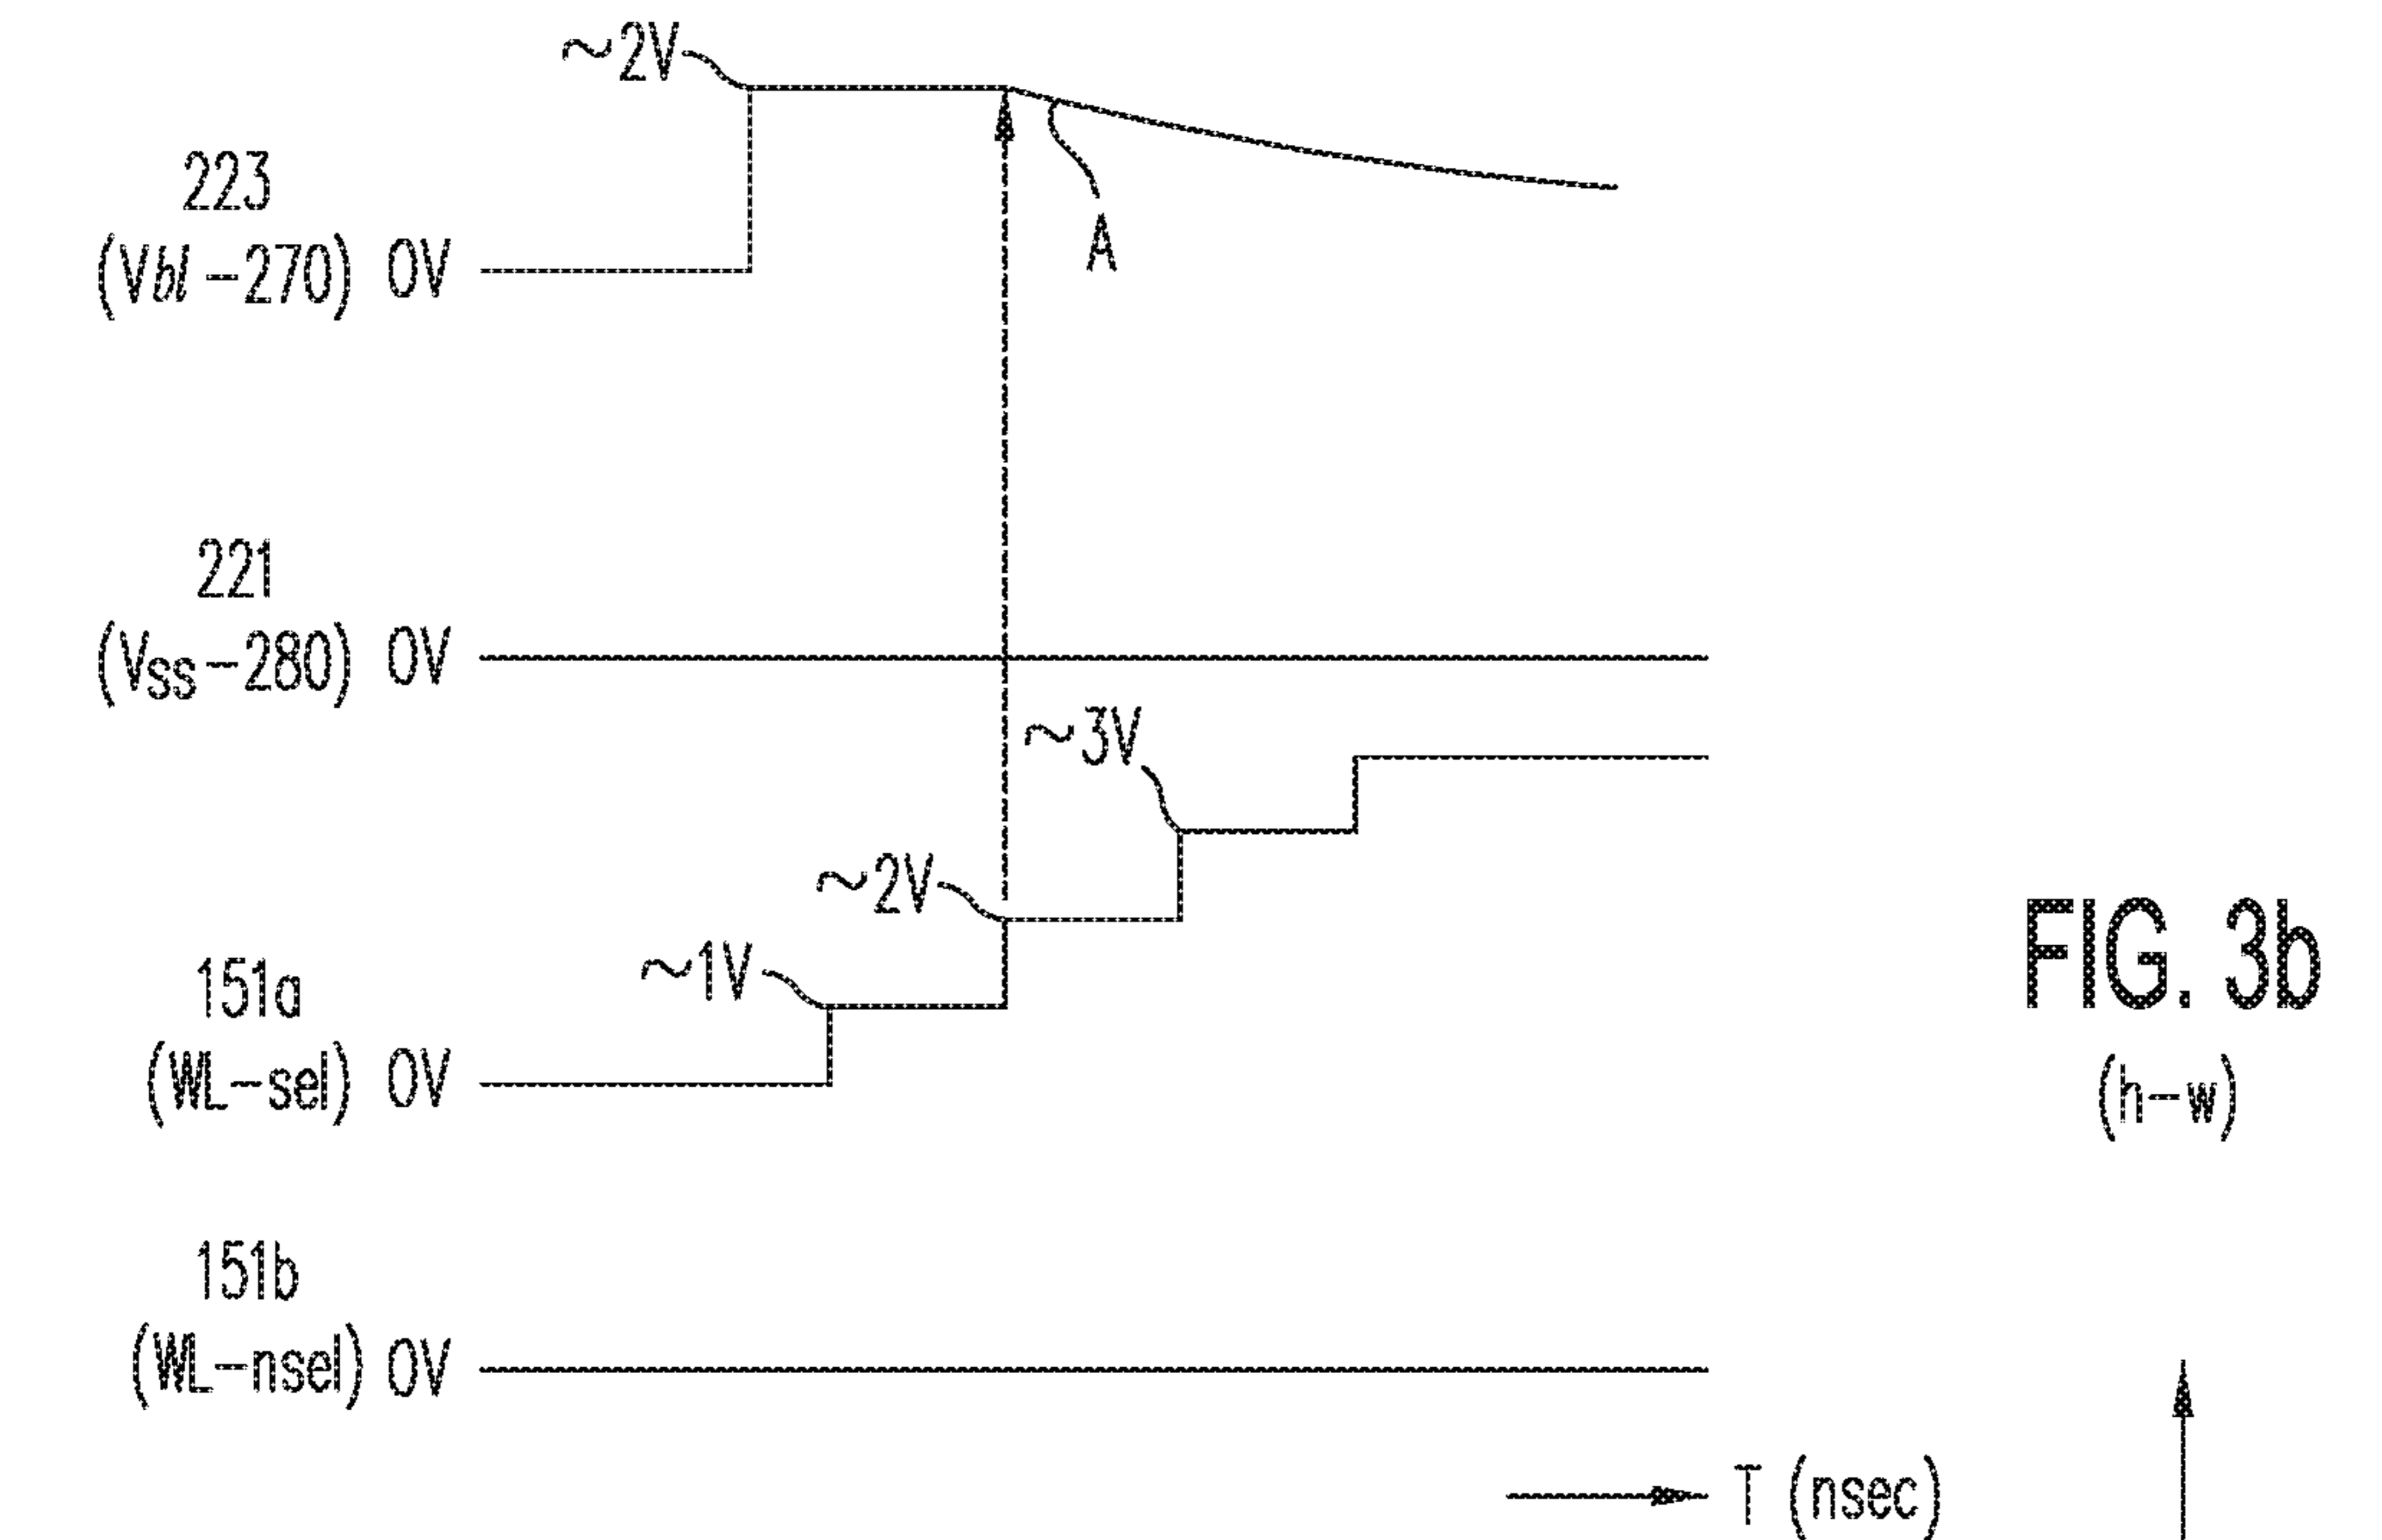 ~2V
223
(Vbl-270) 0V
A
221
(Vss-280) 0V
~3V
~2V
~1V
151a
(WL-sel) 0V
FIG. 3b
(h-w)
151b
(WL-nsel) 0V
T (nsec)